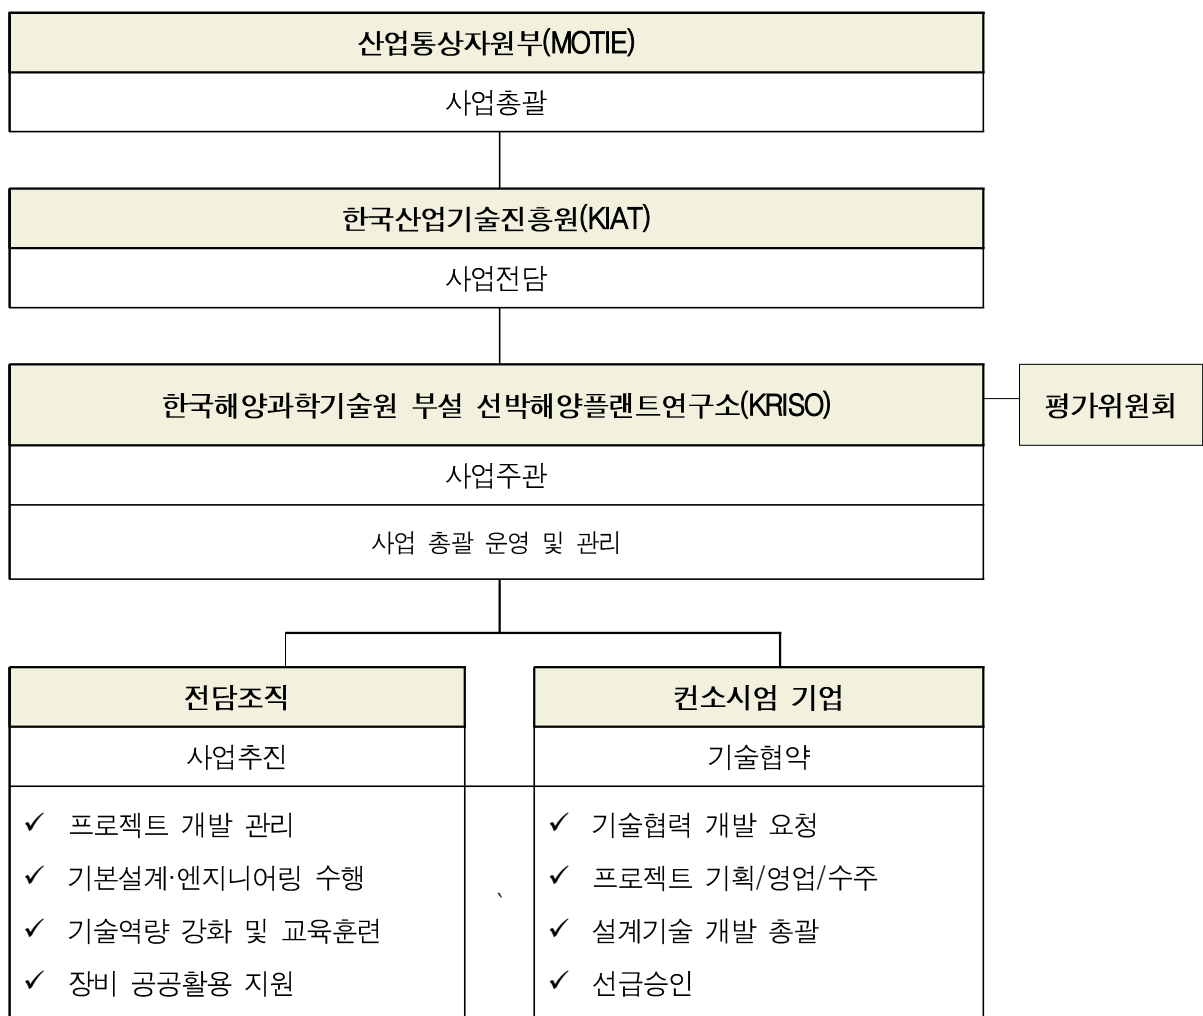 산업통상자원부(MOTIE)
사업총괄
한국산업기술진흥원(KIAT)
사업전담
한국해양과학기술원 부설 선박해양플랜트연구소(KRISO)
평가위원회
사업주관
사업 총괄 운영 및 관리
전담조직
사업추진
✓ 프로젝트 개발 관리
✓ 기본설계·엔지니어링 수행
✓ 기술역량 강화 및 교육훈련
✓ 장비 공공활용 지원
`
컨소시엄 기업
기술협약
✓ 기술협력 개발 요청
✓ 프로젝트 기획/영업/수주
✓ 설계기술 개발 총괄
✓ 선급승인